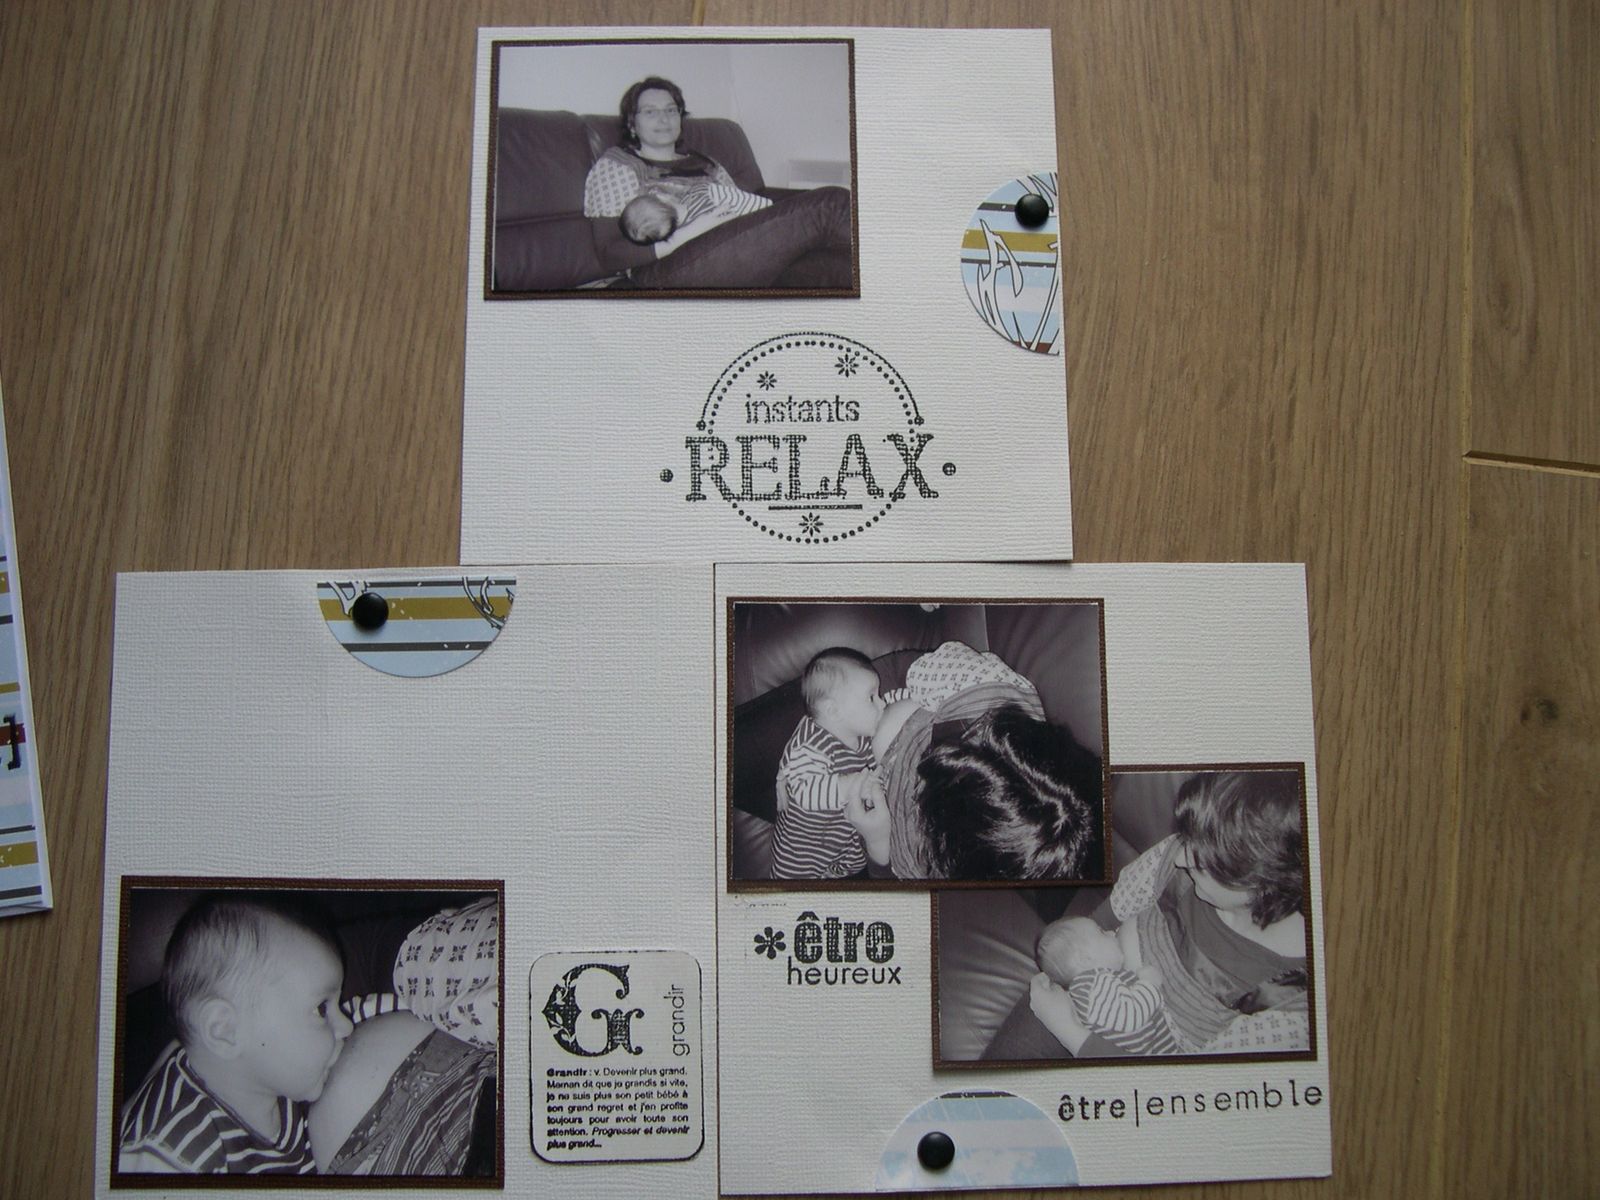 instants
RELAX
*être
heureux
G
grandir
Grandir : v. Devenir plus grand.
Maman dit que je grandis si vite,
je ne suis plus son petit bébé à
son grand regret et j'en profite
toujours pour avoir toute son
attention. Progresser et devenir
plus grand...
être|ensemble